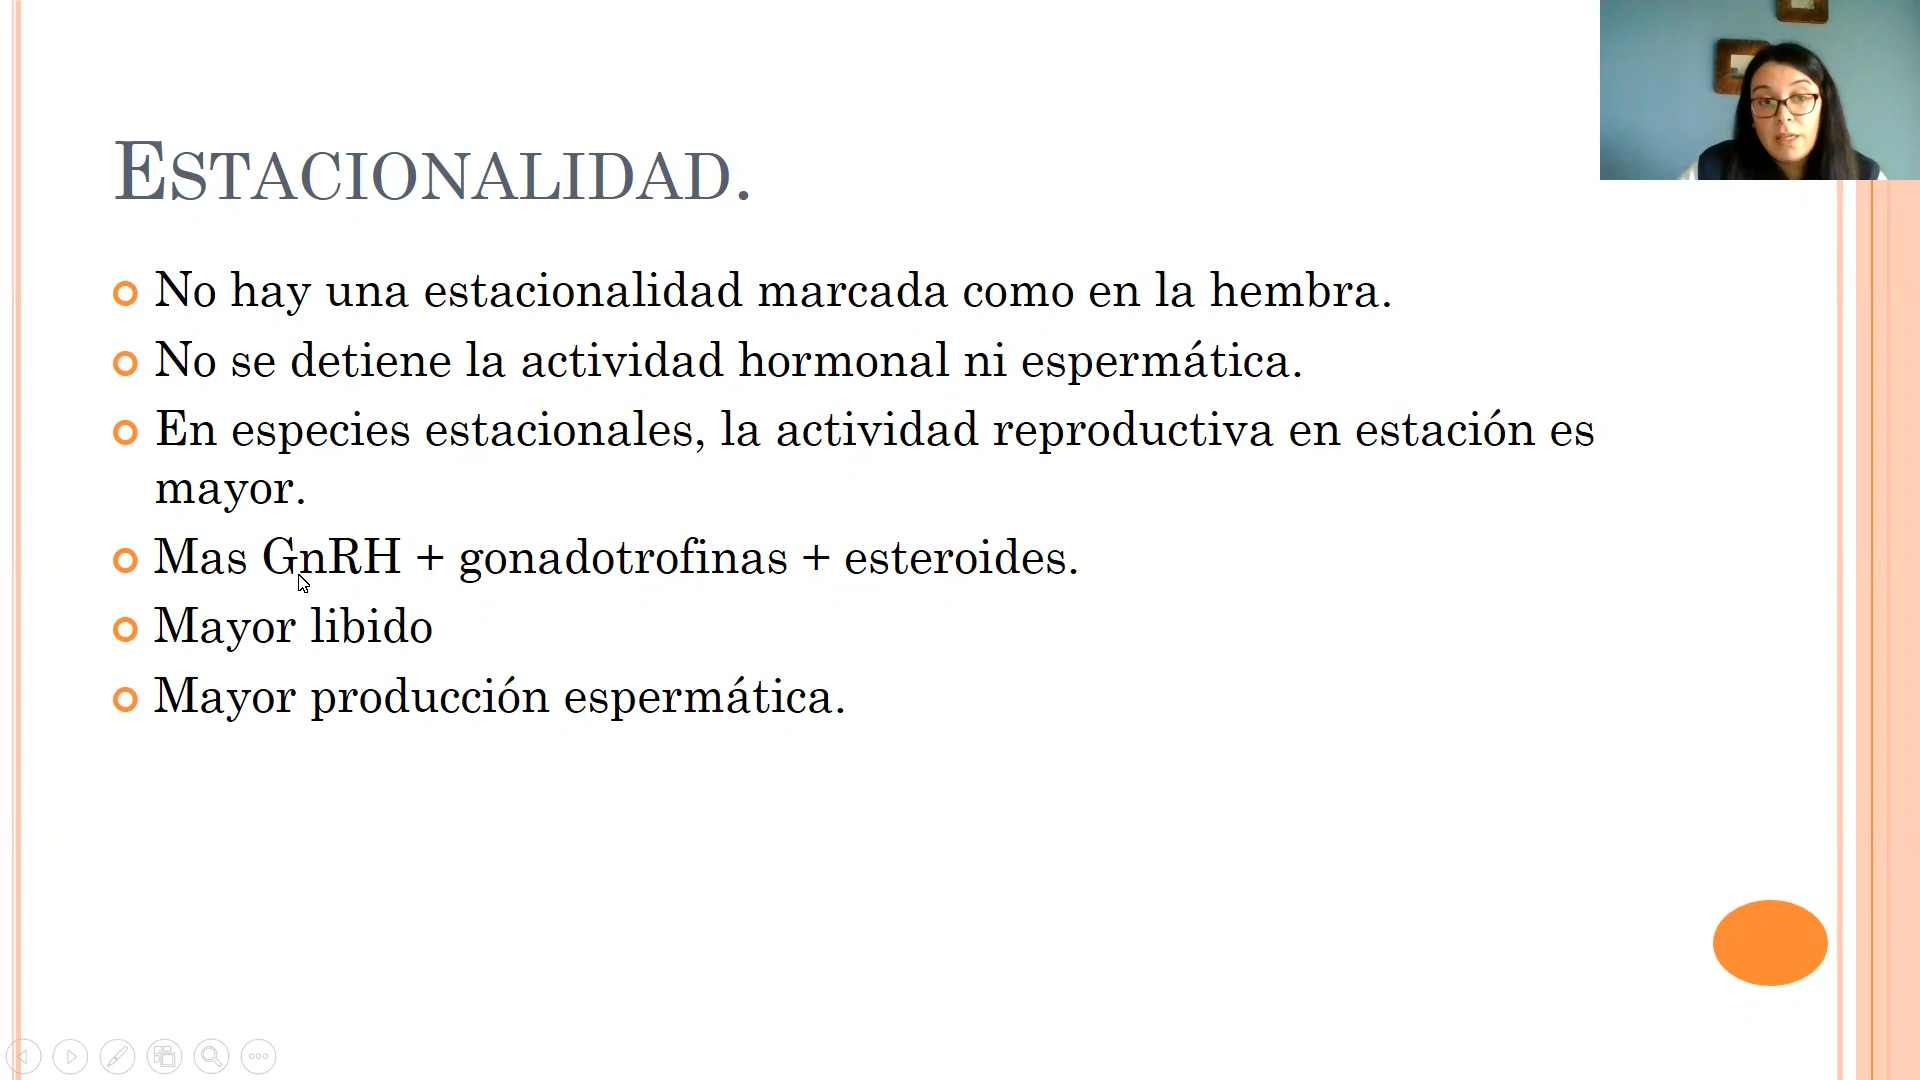 ESTACIONALIDAD.
No hay una estacionalidad marcada como en la hembra.
No se detiene la actividad hormonal ni espermática.
En especies estacionales, la actividad reproductiva en estación es
mayor.
Mas GnRH + gonadotrofinas + esteroides.
Mayor libido
Mayor producción espermática.